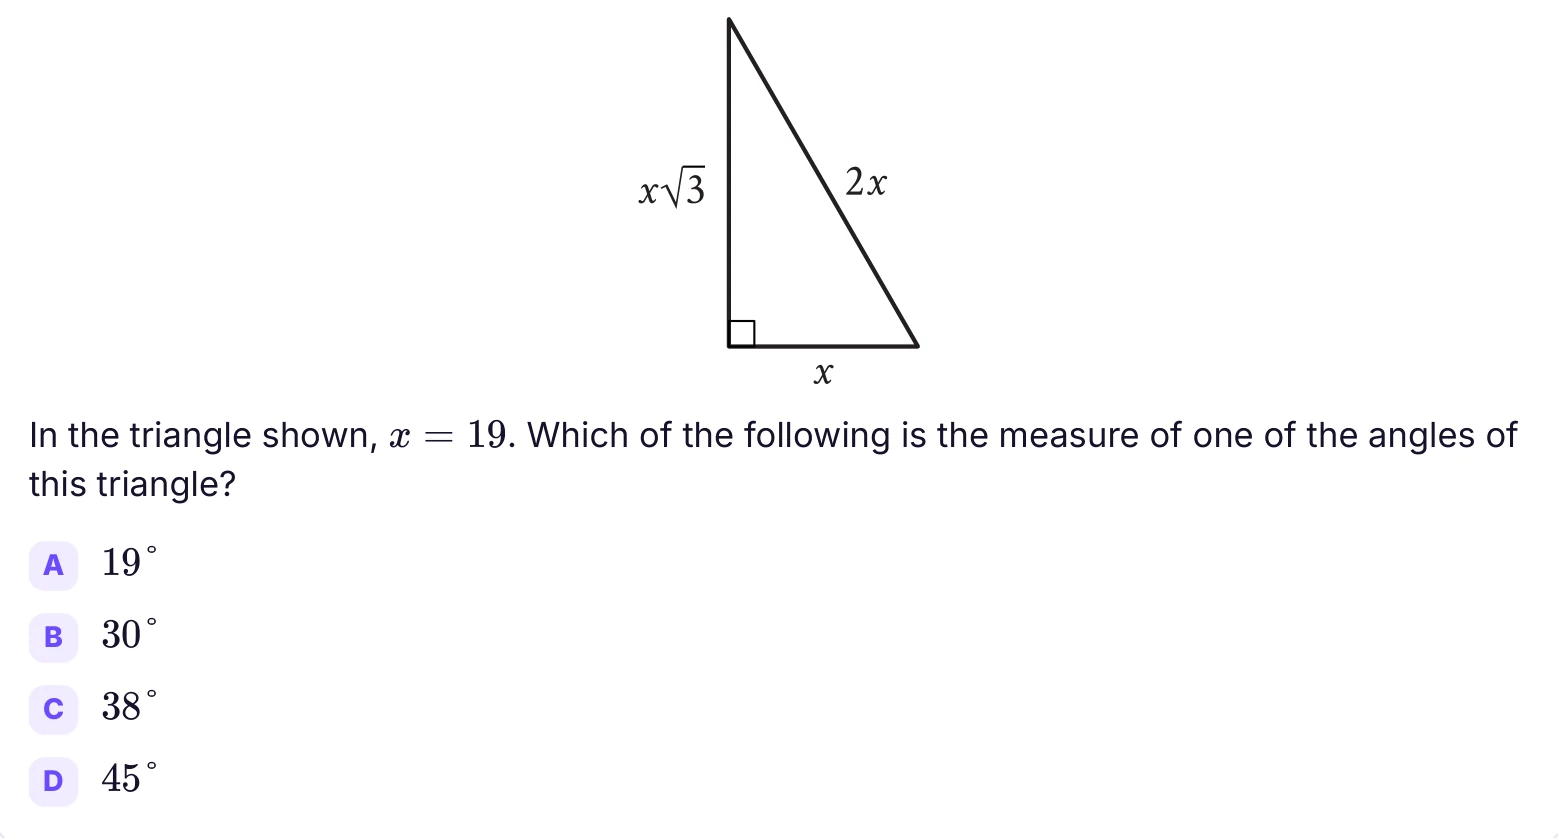 x√3
2x
x
In the triangle shown, x = 19. Which of the following is the measure of one of the angles of
this triangle?
A 19°
B 30°
C 38°
D 45°